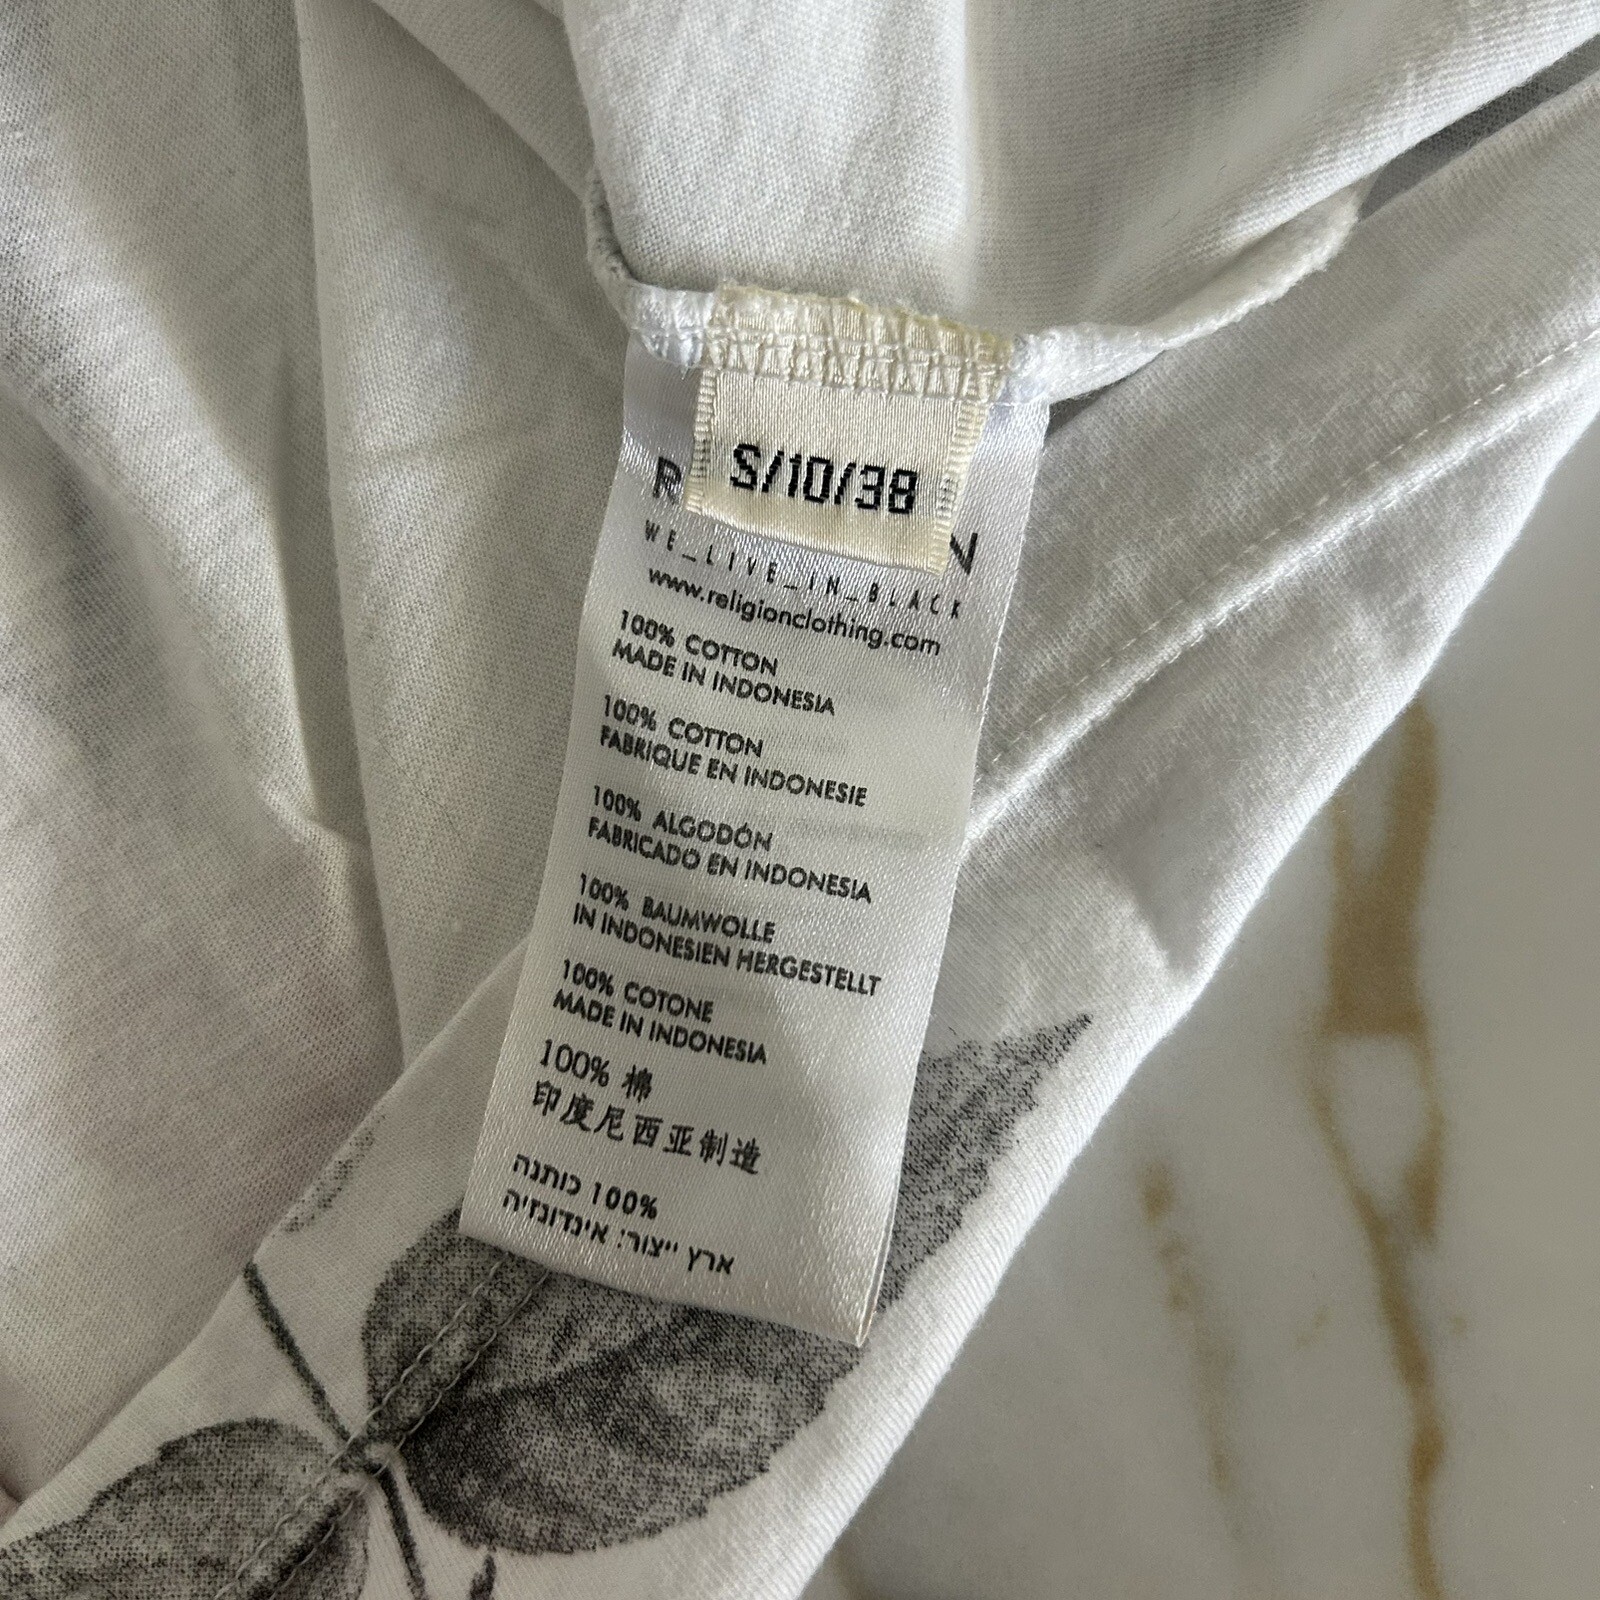 S/10/38
WE_LIVE_IN_BLACK
www.religionclothing.com
100% COTTON
MADE IN INDONESIA
100% COTTON
FABRIQUE EN INDONESIE
100% ALGODÓN
FABRICADO EN INDONESIA
100% BAUMWOLLE
IN INDONESIEN HERGESTELLT
100% COTONE
MADE IN INDONESIA
100% 棉
印度尼西亚制造
100% כותנה
ארץ ייצור: אינדונזיה